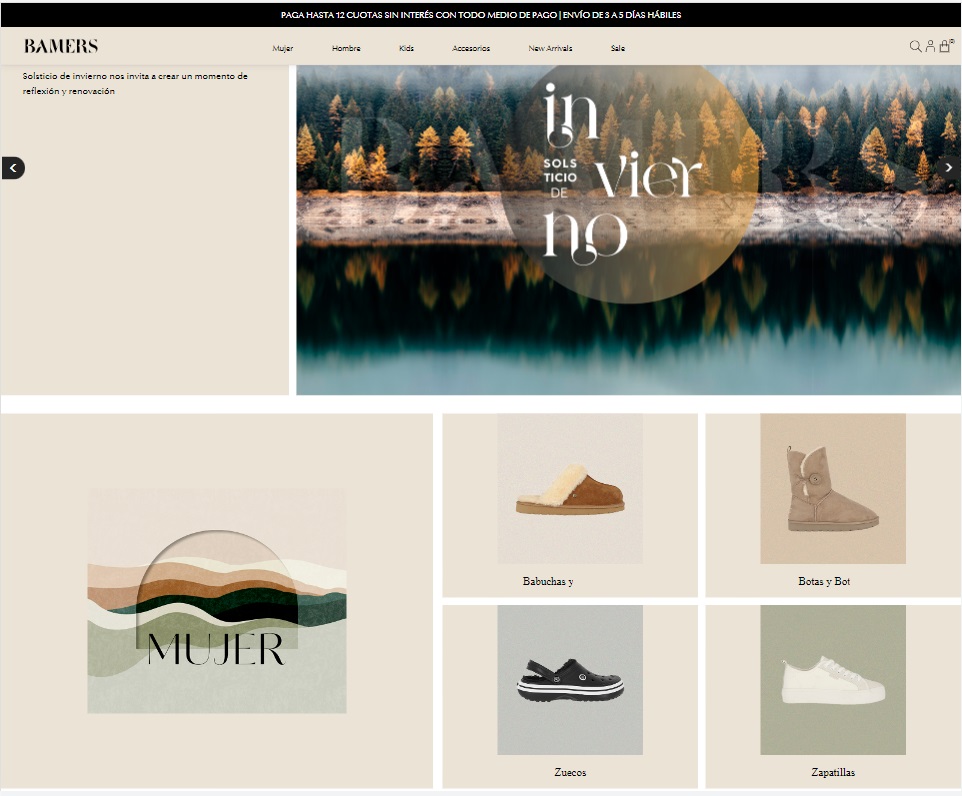 PAGA HASTA 12 CUOTAS SIN INTERÉS CON TODO MEDIO DE PAGO | ENVÍO DE 3 A 5 DÍAS HÁBILES
BAMERS
Mujer Hombre Kids Accesorios New Arrivals Sale
Solsticio de invierno nos invita a crear un momento de
reflexión y renovación
BAMERS
SOLS
TICIO
DE
in
vier
no
MUJER
Babuchas y
Botas y Bot
Zuecos
Zapatillas